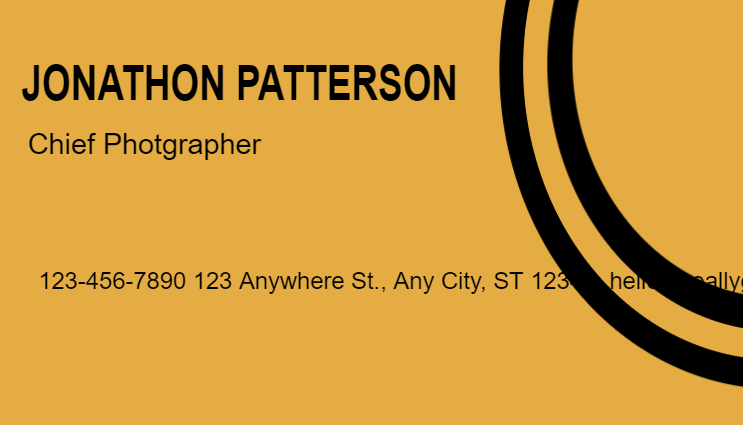 JONATHON PATTERSON
Chief Photgrapher
123-456-7890 123 Anywhere St., Any City, ST